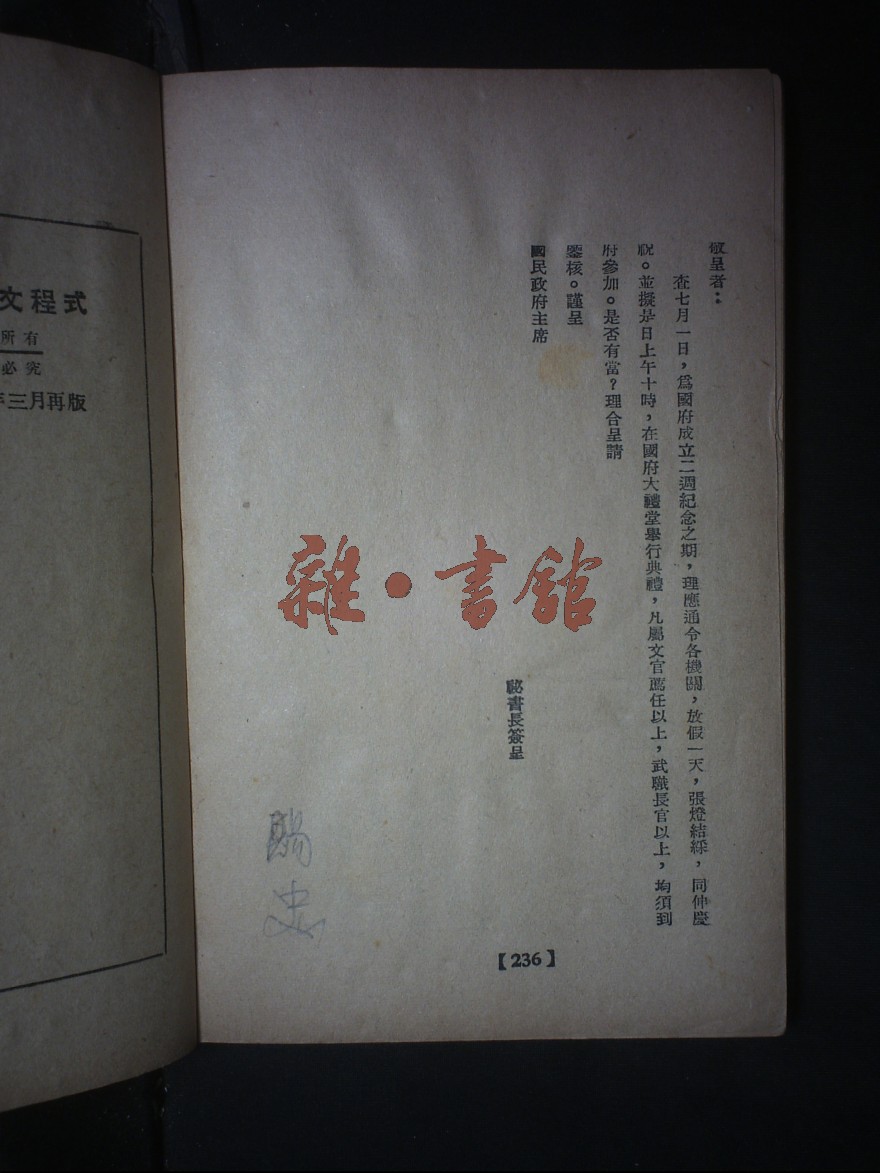 敬呈者：
查七月一日，爲國府成立二週紀念之期，理應通令各機關，放假一天，張燈結綵，同伸慶
祝。並擬是日上午十時，在國府大禮堂舉行典禮，凡屬文官薦任以上，武職長官以上，均須到
府參加。是否有當？理合呈請
鑒核。謹呈
國民政府主席
祕書長簽呈
【236】
雜·書館
文程式
所有
必究
年三月再版